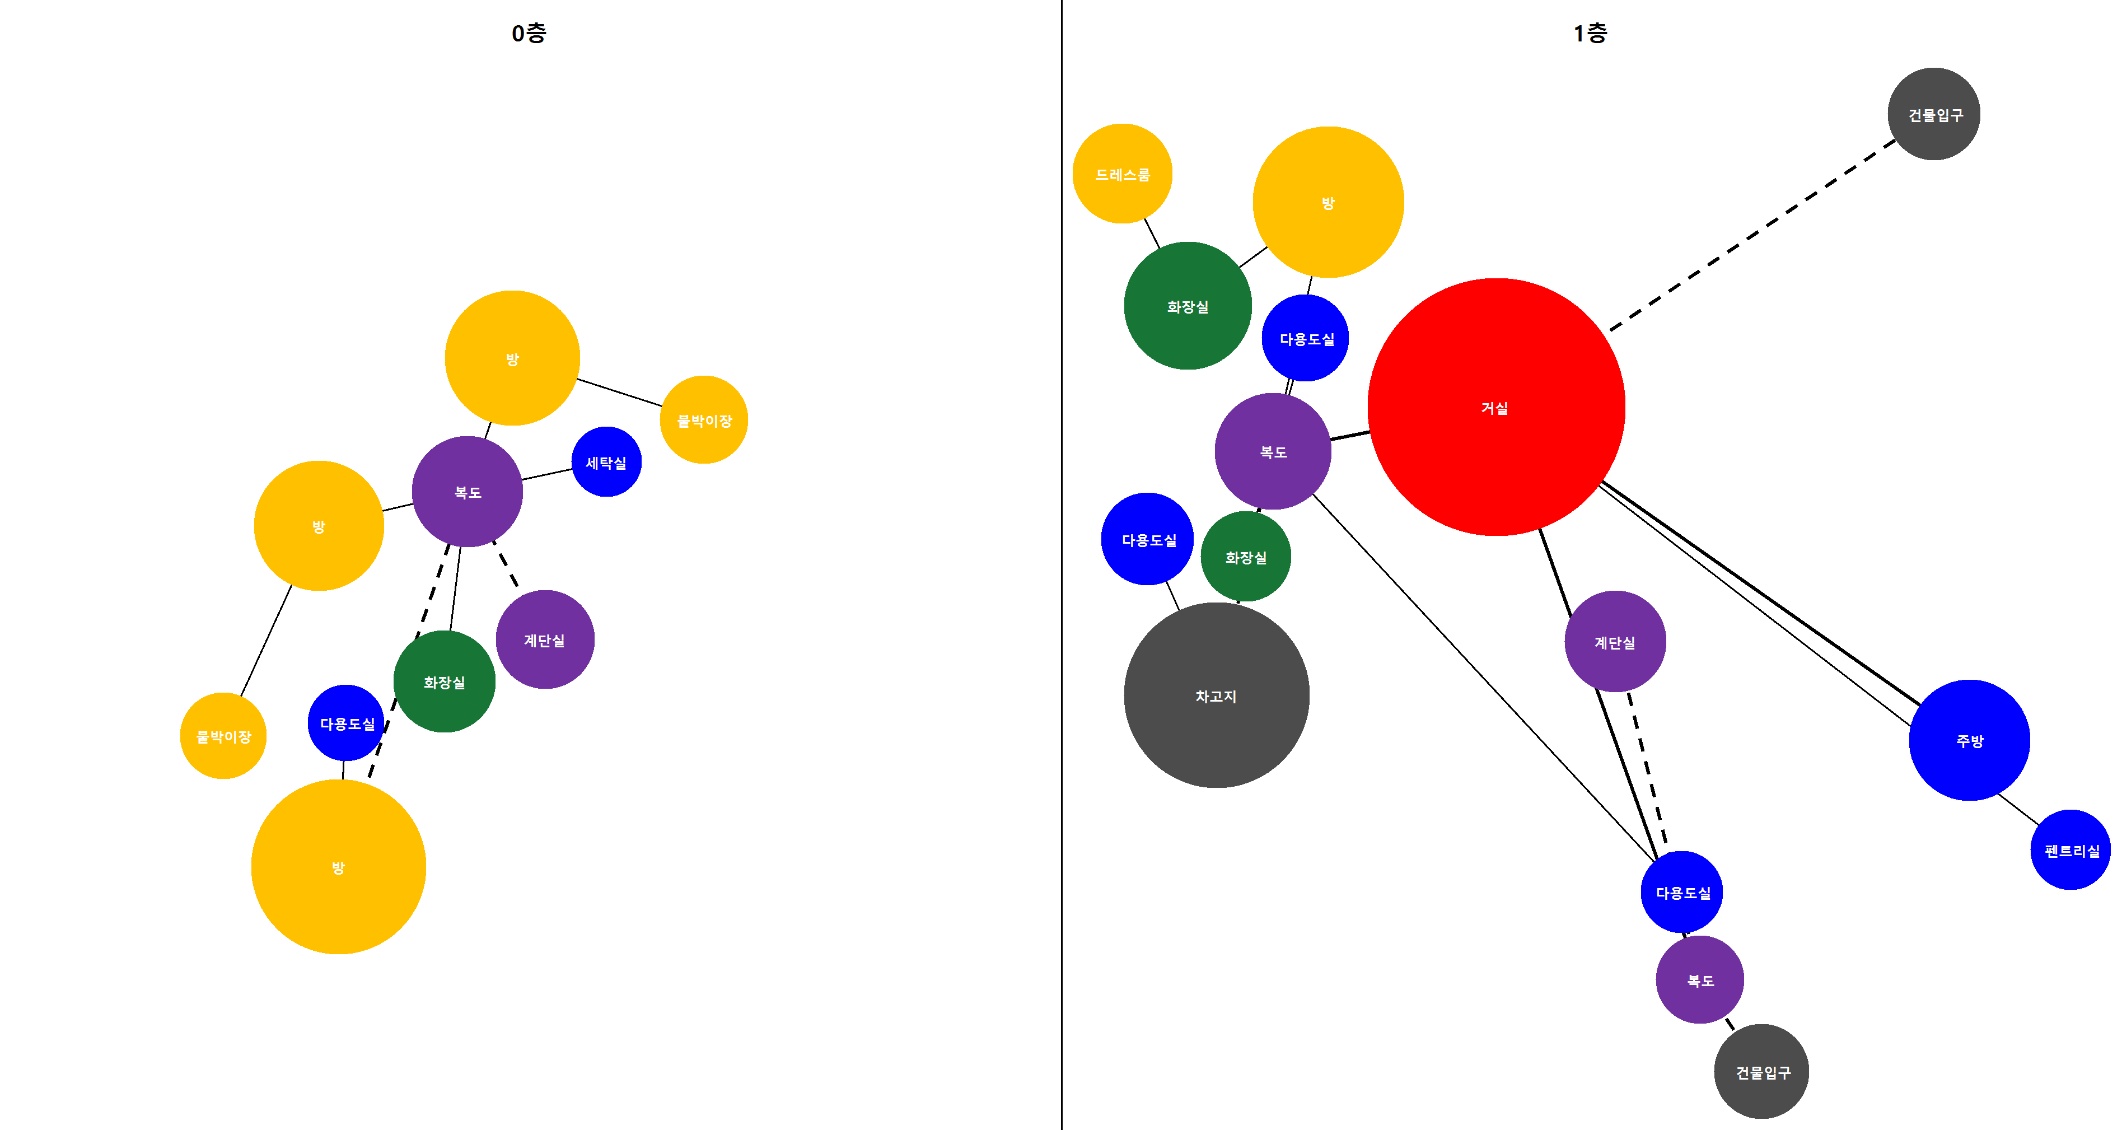 0층
방
붙박이장
세탁실
복도
방
계단실
화장실
다용도실
붙박이장
방
1층
건물입구
드레스룸
방
화장실
다용도실
거실
복도
다용도실
화장실
계단실
차고지
주방
펜트리실
다용도실
복도
건물입구